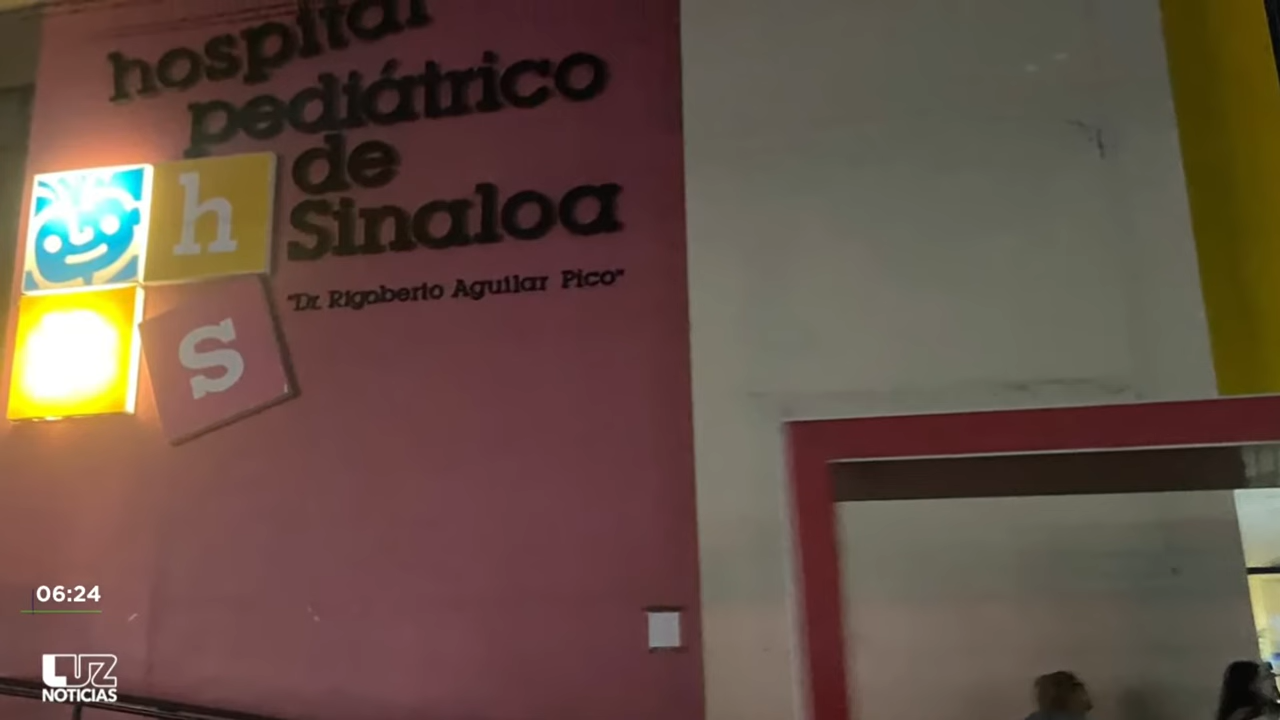 hospital
pediátrico
de
Sinaloa
"Dr. Rigoberto Aguilar Pico"
h
s
06:24
LUZ
NOTICIAS